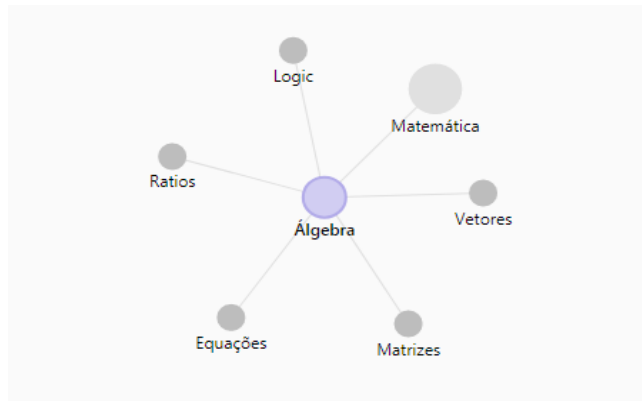 Logic
Matemática
Ratios
Vetores
Álgebra
Equações
Matrizes